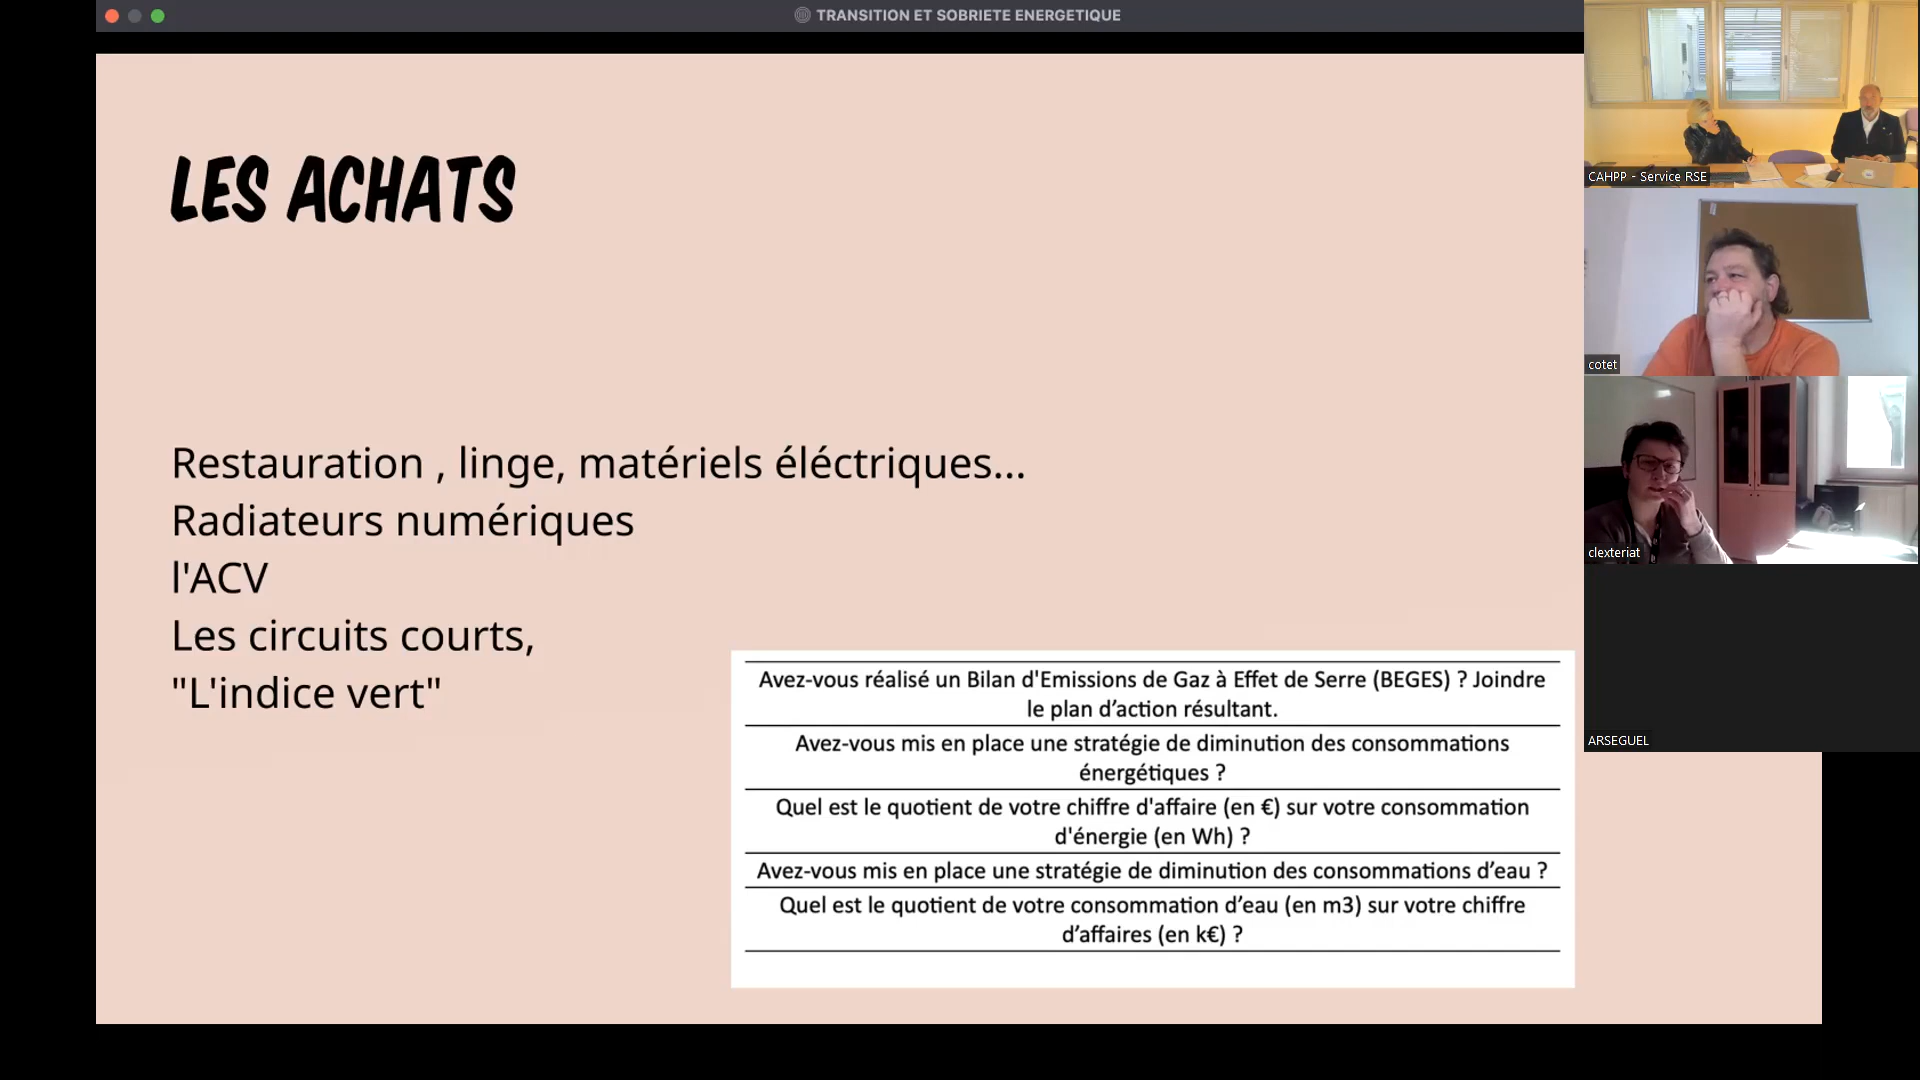 TRANSITION ET SOBRIETE ENERGETIQUE
LES ACHATS
Restauration , linge, matériels éléctriques...
Radiateurs numériques
l'ACV
Les circuits courts,
"L'indice vert"
Avez-vous réalisé un Bilan d'Emissions de Gaz à Effet de Serre (BEGES) ? Joindre
le plan d’action résultant.
Avez-vous mis en place une stratégie de diminution des consommations
énergétiques ?
Quel est le quotient de votre chiffre d'affaire (en €) sur votre consommation
d'énergie (en Wh) ?
Avez-vous mis en place une stratégie de diminution des consommations d’eau ?
Quel est le quotient de votre consommation d’eau (en m3) sur votre chiffre
d’affaires (en k€) ?
CAHPP - Service RSE
cotet
clexteriat
ARSEGUEL